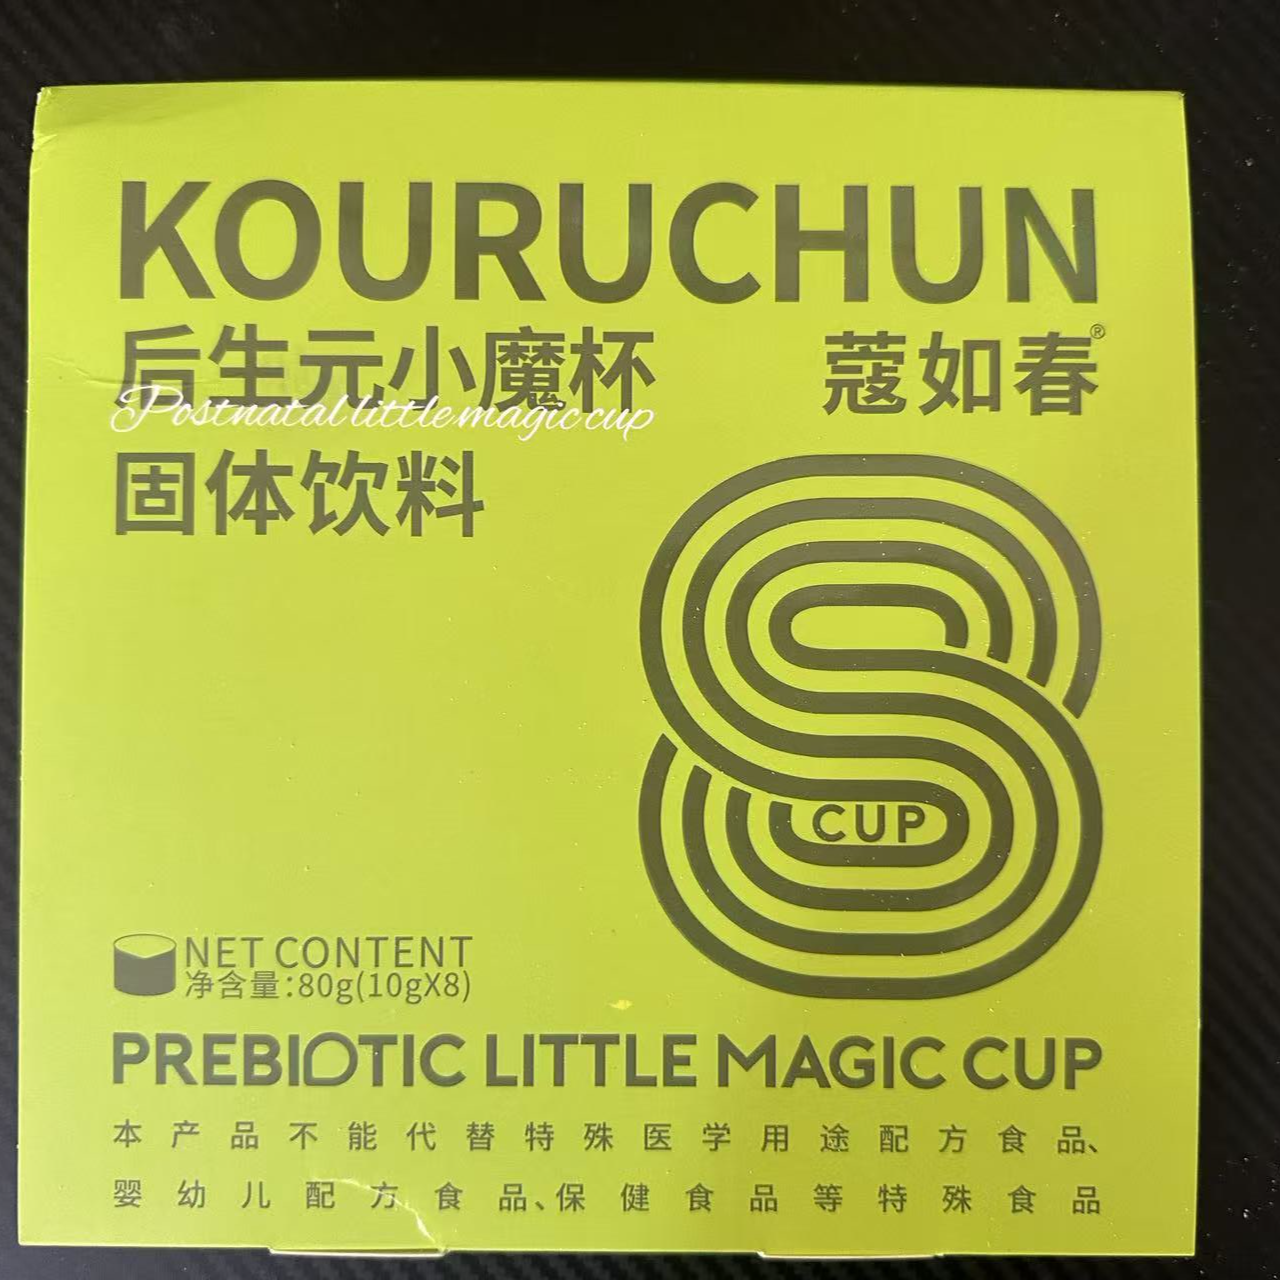 KOURUCHUN
后生元小魔杯 蔻如春®
Postnatal little magic cup
固体饮料
CUP
NET CONTENT
净含量:80g(10gX8)
PREBIOTIC LITTLE MAGIC CUP
本产品不能代替特殊医学用途配方食品、
婴幼儿配方食品、保健食品等特殊食品